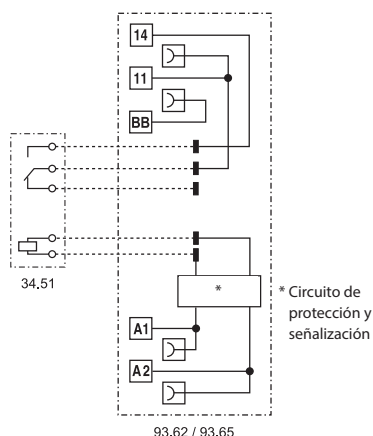 14
11
BB
34.51
*
* Circuito de
protección y
señalización
A1
A2
93.62 / 93.65